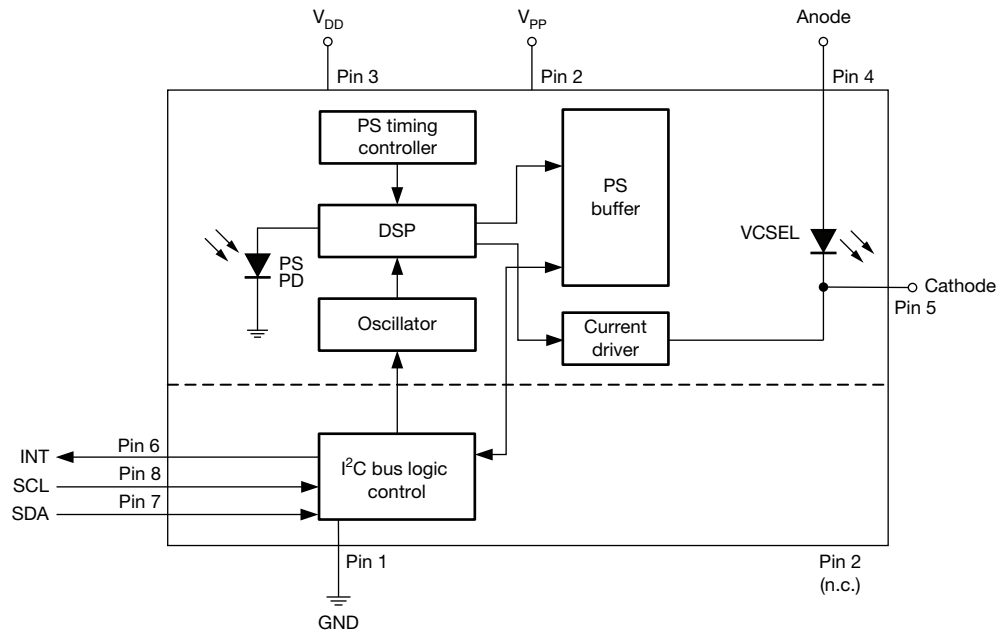 VDD
VPP
Anode
Pin 3
Pin 2
Pin 4
PS timing
controller
PS
buffer
DSP
VCSEL
PS
PD
Cathode
Pin 5
Oscillator
Current
driver
INT
Pin 6
SCL
Pin 8
SDA
Pin 7
I²C bus logic
control
Pin 1
GND
Pin 2
(n.c.)